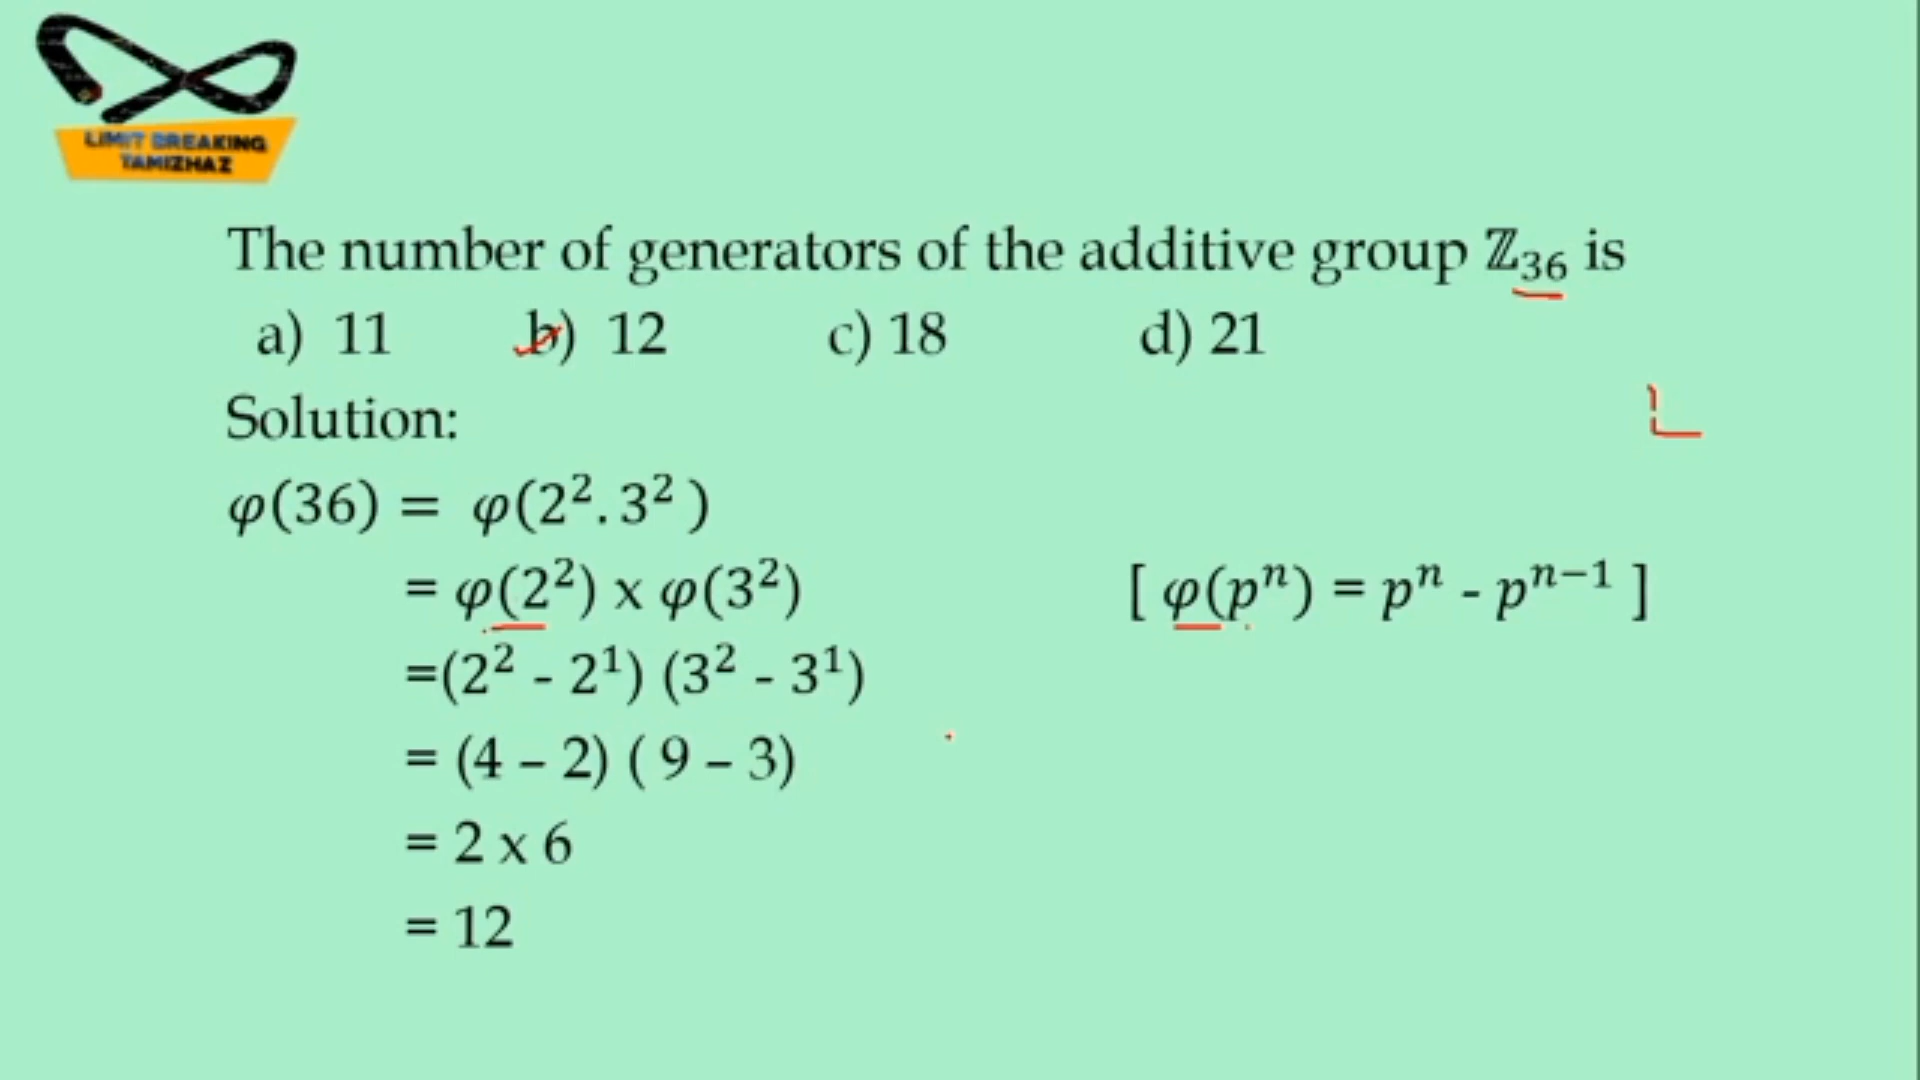 LIMIT BREAKING
TAMIZHAZ
The number of generators of the additive group ℤ₃₆ is
a) 11 b) 12 c) 18 d) 21
Solution:
φ(36) = φ(2².3² )
= φ(2²) x φ(3²) [ φ(pⁿ) = pⁿ - pⁿ⁻¹ ]
=(2² - 2¹) (3² - 3¹)
= (4 – 2) ( 9 – 3)
= 2 x 6
= 12